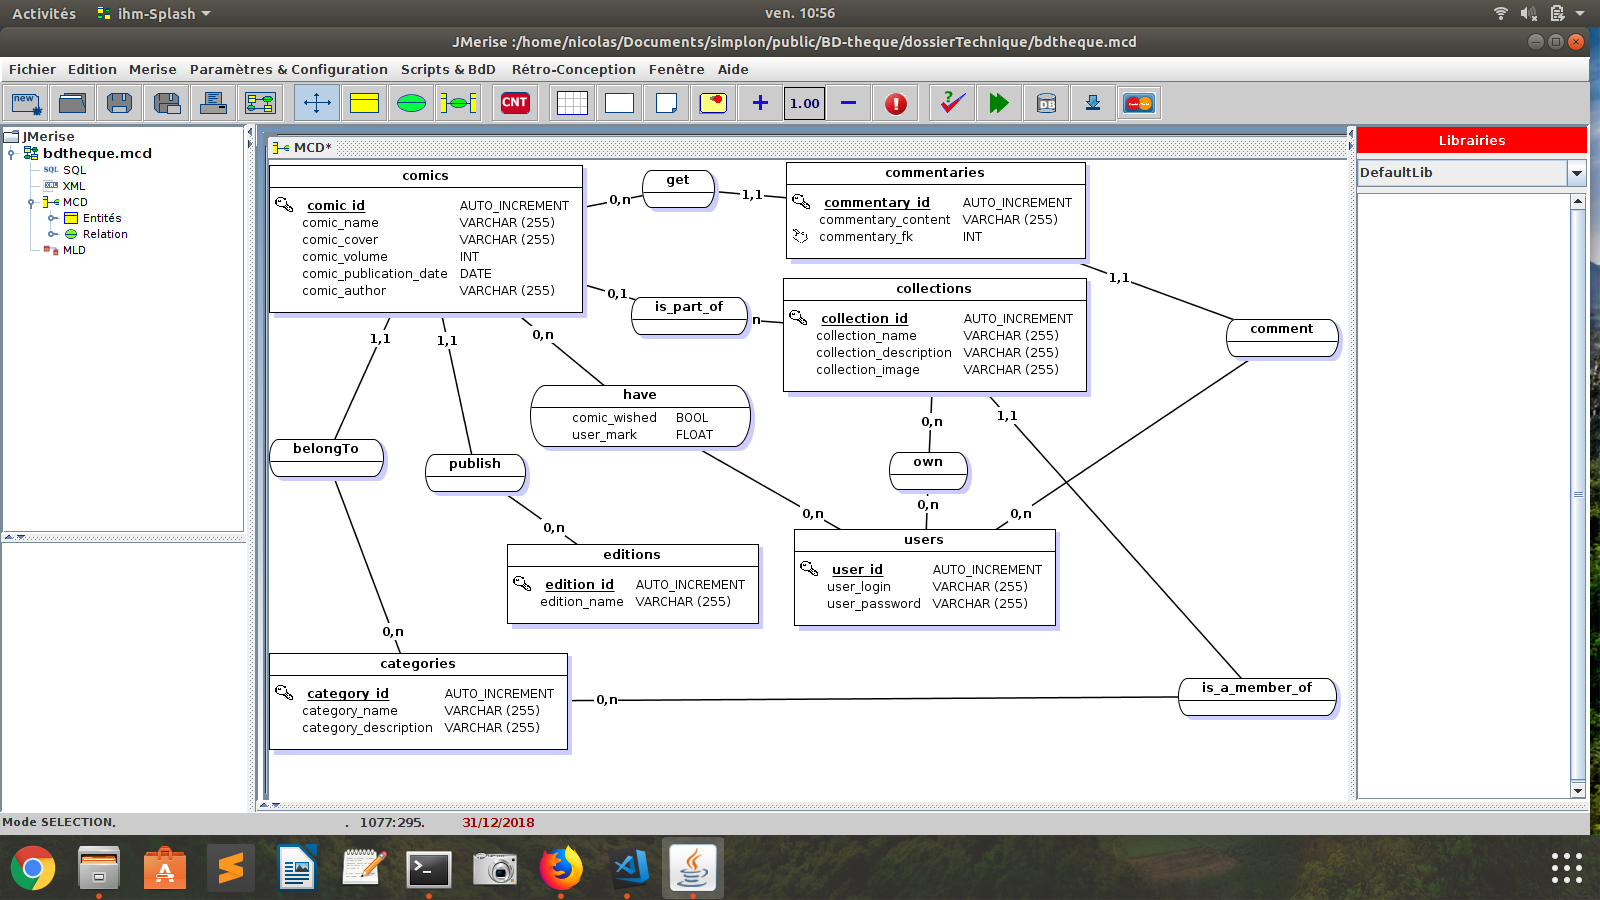 Activités ihm-Splash ven. 10:56
JMerise :/home/nicolas/Documents/simplon/public/BD-theque/dossierTechnique/bdtheque.mcd
Fichier Edition Merise Paramètres & Configuration Scripts & BdD Rétro-Conception Fenêtre Aide
new CNT 1.00 DB
JMerise
bdtheque.mcd
SQL SQL
XML
MCD
Entités
Relation
MLD
MCD*
Librairies
DefaultLib
comics
comic_id AUTO_INCREMENT
comic_name VARCHAR (255)
comic_cover VARCHAR (255)
comic_volume INT
comic_publication_date DATE
comic_author VARCHAR (255)
0,n
get
1,1
commentaries
commentary_id AUTO_INCREMENT
commentary_content VARCHAR (255)
commentary_fk INT
0,1
is_part_of
n
collections
collection_id AUTO_INCREMENT
collection_name VARCHAR (255)
collection_description VARCHAR (255)
collection_image VARCHAR (255)
1,1
comment
1,1
1,1
0,n
have
comic_wished BOOL
user_mark FLOAT
0,n
1,1
belongTo
publish
own
0,n
0,n
0,n
0,n
editions
edition_id AUTO_INCREMENT
edition_name VARCHAR (255)
users
user_id AUTO_INCREMENT
user_login VARCHAR (255)
user_password VARCHAR (255)
0,n
categories
category_id AUTO_INCREMENT
category_name VARCHAR (255)
category_description VARCHAR (255)
0,n
is_a_member_of
Mode SELECTION. . 1077:295. 31/12/2018